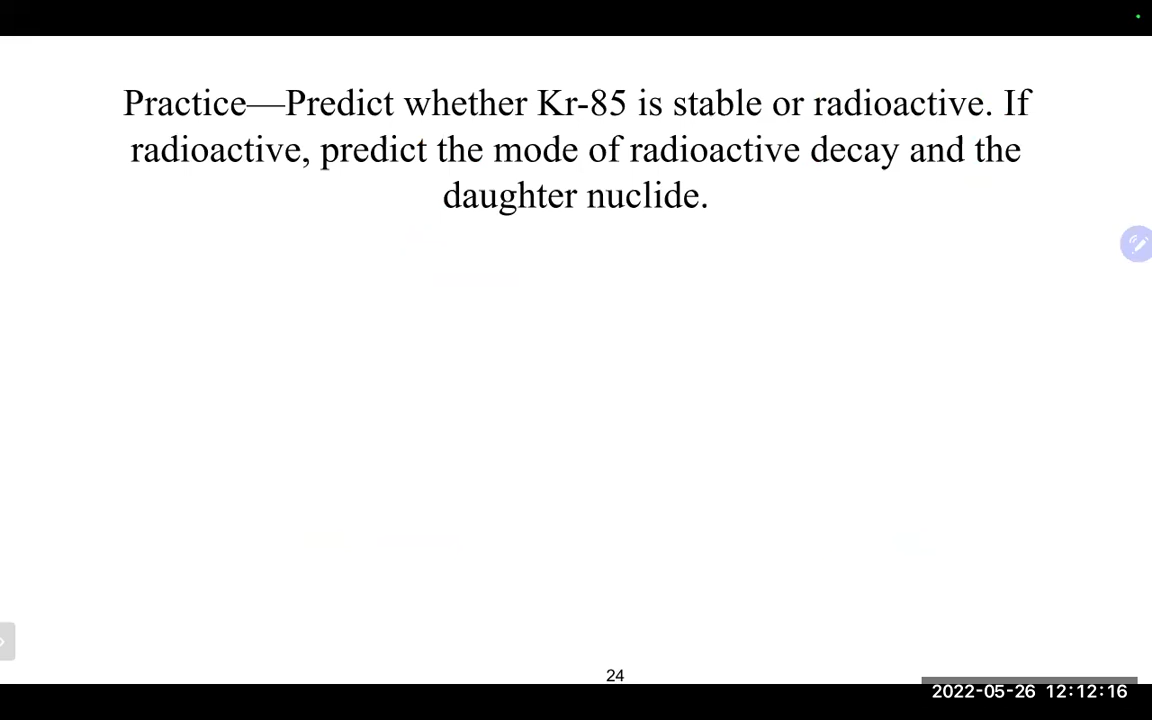 Practice—Predict whether Kr-85 is stable or radioactive. If
radioactive, predict the mode of radioactive decay and the
daughter nuclide.
24
2022-05-26 12:12:16